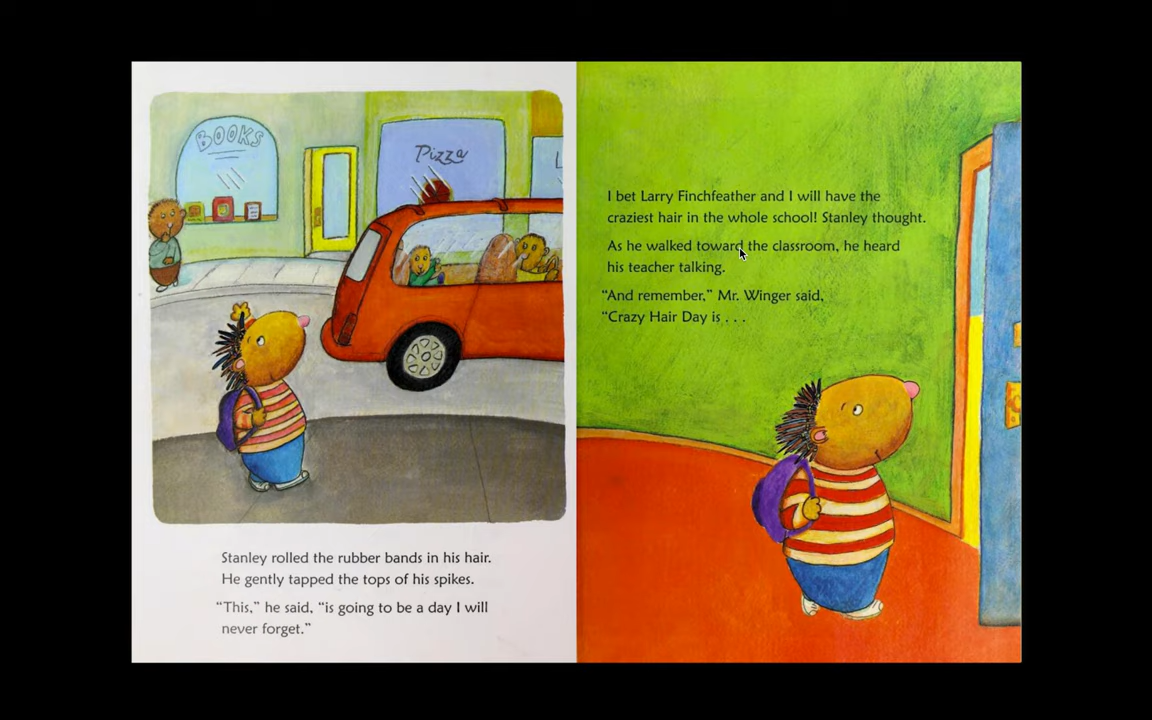 BOOKS
Pizza
L
Stanley rolled the rubber bands in his hair.
He gently tapped the tops of his spikes.
“This,” he said, “is going to be a day I will
never forget.”
I bet Larry Finchfeather and I will have the
craziest hair in the whole school! Stanley thought.
As he walked toward the classroom, he heard
his teacher talking.
“And remember,” Mr. Winger said,
“Crazy Hair Day is . . .